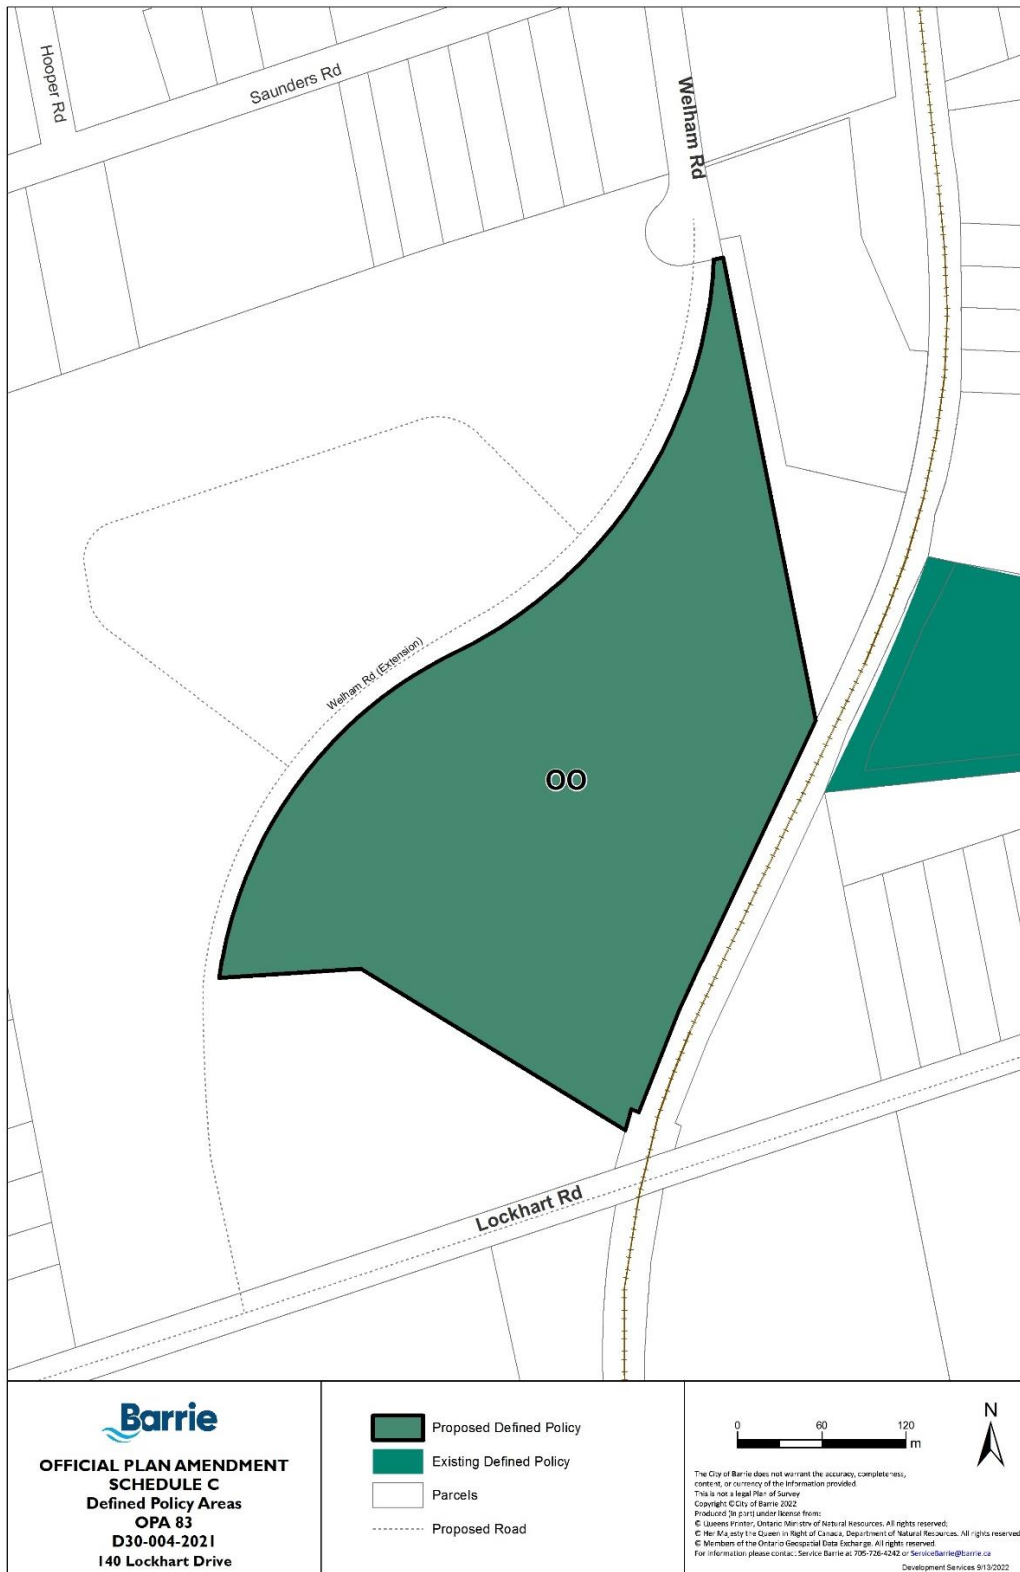 Hooper Rd
Saunders Rd
Welham Rd
Welham Rd (Extension)
OO
Lockhart Rd
Barrie
OFFICIAL PLAN AMENDMENT
SCHEDULE C
Defined Policy Areas
OPA 83
D30-004-2021
140 Lockhart Drive
Proposed Defined Policy
Existing Defined Policy
Parcels
Proposed Road
0 60 120
m
N
The City of Barrie does not warrant the accuracy, completeness,
content, or currency of the information provided.
This is not a legal Plan of Survey
Copyright © City of Barrie 2022
Produced (in part) under license from:
© Queens Printer, Ontario Ministry of Natural Resources. All rights reserved;
© Her Majesty the Queen in Right of Canada, Department of Natural Resources. All rights reserved
© Members of the Ontario Geospatial Data Exchange. All rights reserved.
For information please contact Service Barrie at 705-726-4242 or ServiceBarrie@barrie.ca
Development Services 9/13/2022